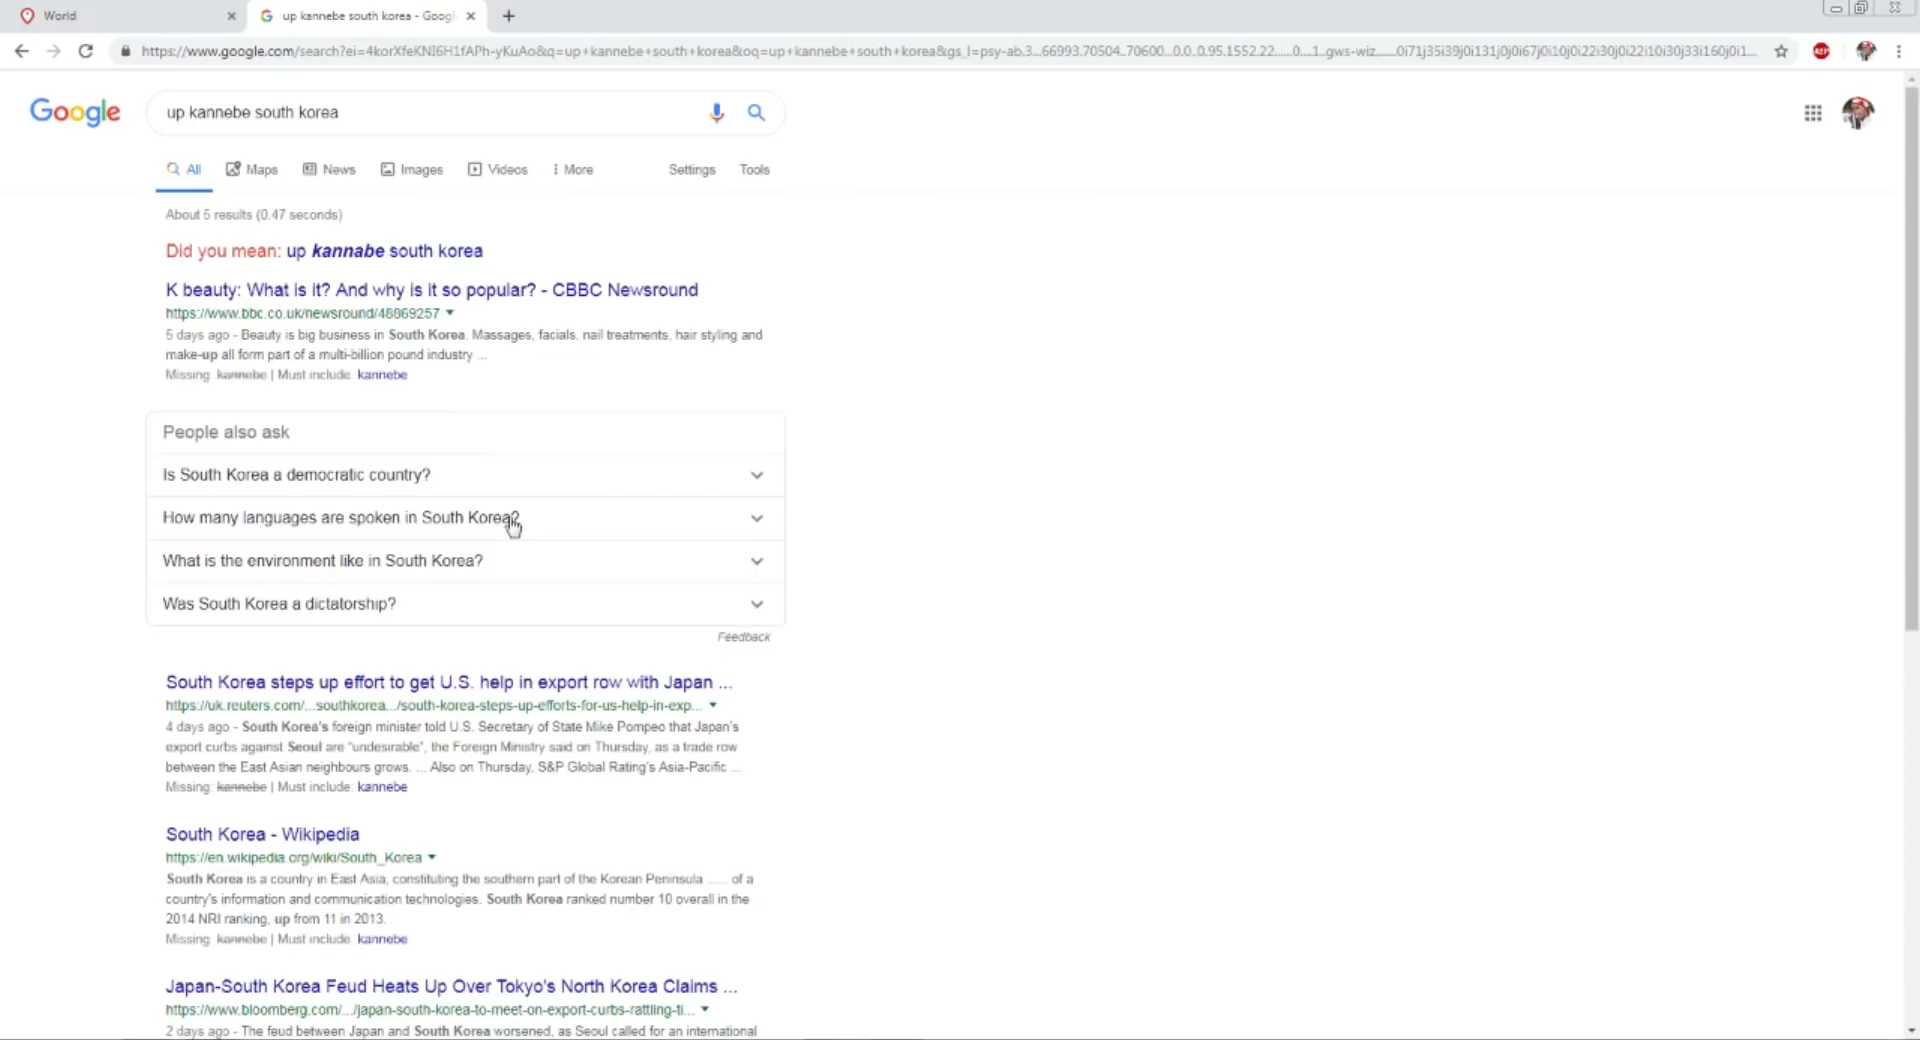 World
up kannebe south korea - Googl
https://www.google.com/search?ei=4korXfeKNI6H1fAPh-yKuAo&q=up+kannebe+south+korea&oq=up+kannebe+south+korea&gs_l=psy-ab.3...66993.70504..70600...0.0..0.95.1552.22......0....1..gws-wiz.......0i71j35i39j0i131j0j0i67j0i10j0i22i30j0i22i10i30j33i160j0i1...
ABP
Google
up kannebe south korea
All Maps News Images Videos More Settings Tools
About 5 results (0.47 seconds)
Did you mean: up kannabe south korea
K beauty: What is it? And why is it so popular? - CBBC Newsround
https://www.bbc.co.uk/newsround/48869257
5 days ago - Beauty is big business in South Korea. Massages, facials, nail treatments, hair styling and
make-up all form part of a multi-billion pound industry ...
Missing: kannebe | Must include: kannebe
People also ask
Is South Korea a democratic country?
How many languages are spoken in South Korea?
What is the environment like in South Korea?
Was South Korea a dictatorship?
Feedback
South Korea steps up effort to get U.S. help in export row with Japan ...
https://uk.reuters.com/...southkorea.../south-korea-steps-up-efforts-for-us-help-in-exp...
4 days ago - South Korea's foreign minister told U.S. Secretary of State Mike Pompeo that Japan's
export curbs against Seoul are “undesirable”, the Foreign Ministry said on Thursday, as a trade row
between the East Asian neighbours grows. ... Also on Thursday, S&P Global Rating's Asia-Pacific ...
Missing: kannebe | Must include: kannebe
South Korea - Wikipedia
https://en.wikipedia.org/wiki/South_Korea
South Korea is a country in East Asia, constituting the southern part of the Korean Peninsula ...... of a
country's information and communication technologies. South Korea ranked number 10 overall in the
2014 NRI ranking, up from 11 in 2013.
Missing: kannebe | Must include: kannebe
Japan-South Korea Feud Heats Up Over Tokyo's North Korea Claims ...
https://www.bloomberg.com/.../japan-south-korea-to-meet-on-export-curbs-rattling-ti...
2 days ago - The feud between Japan and South Korea worsened, as Seoul called for an international